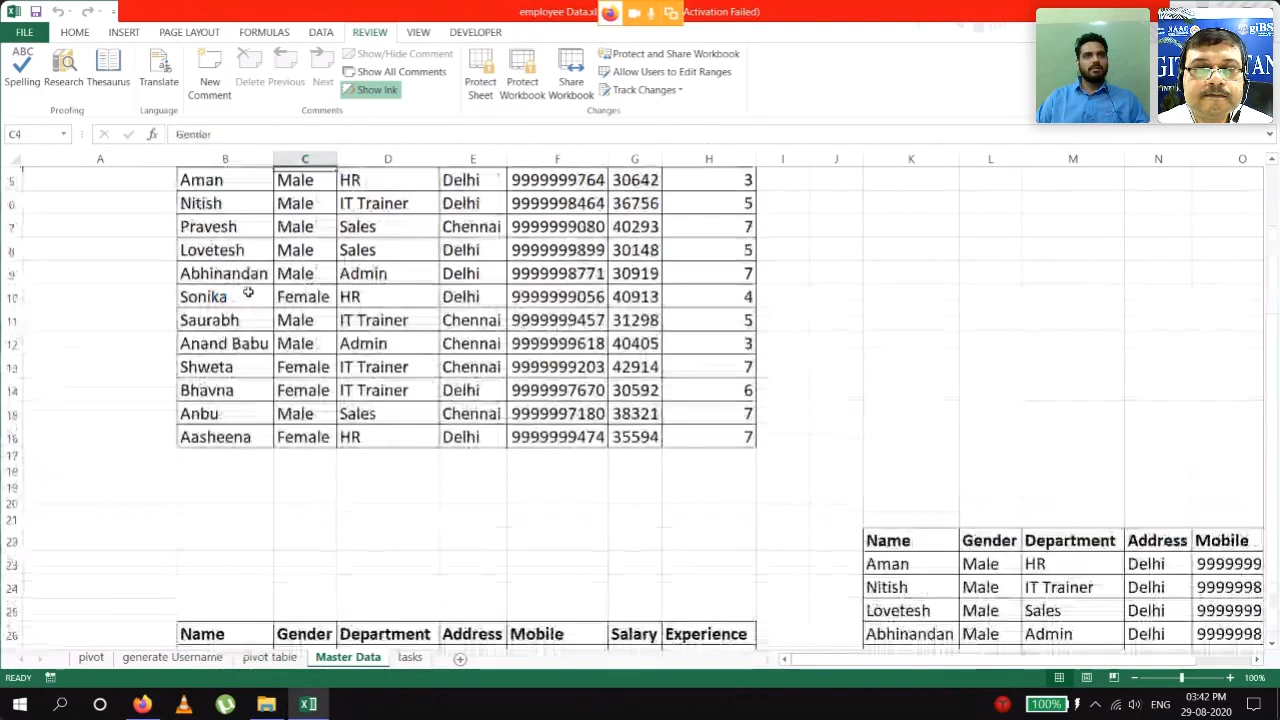 employee Data.xl Activation Failed)
FILE HOME INSERT PAGE LAYOUT FORMULAS DATA REVIEW VIEW DEVELOPER
ABC
Spelling Research Thesaurus Translate New Comment Delete Previous Next Show/Hide Comment Show All Comments Show Ink Protect Sheet Protect Workbook Share Workbook Protect and Share Workbook Allow Users to Edit Ranges Track Changes
Proofing Language Comments Changes
C4 fx Gender
A B C D E F G H I J K L M N O
5 Aman Male HR Delhi 9999999764 30642 3
6 Nitish Male IT Trainer Delhi 9999998464 36756 5
7 Pravesh Male Sales Chennai 9999999080 40293 7
8 Lovetesh Male Sales Delhi 9999999899 30148 5
9 Abhinandan Male Admin Delhi 9999998771 30919 7
10 Sonika Female HR Delhi 9999999056 40913 4
11 Saurabh Male IT Trainer Chennai 9999999457 31298 5
12 Anand Babu Male Admin Chennai 9999999618 40405 3
Shweta Female IT Trainer Chennai 9999999203 42914 7
Bhavna Female IT Trainer Delhi 9999997670 30592 6
Anbu Male Sales Chennai 9999997180 38321 7
Aasheena Female HR Delhi 9999999474 35594 7
17
20
21
Name Gender Department Address Mobile
23 Aman Male HR Delhi 9999999
24 Nitish Male IT Trainer Delhi 9999998
25 Lovetesh Male Sales Delhi 9999999
26 Name Gender Department Address Mobile Salary Experience Abhinandan Male Admin Delhi 9999998
pivot generate Username pivot table Master Data tasks
READY 100%
100% ENG 03:42 PM
29-08-2020